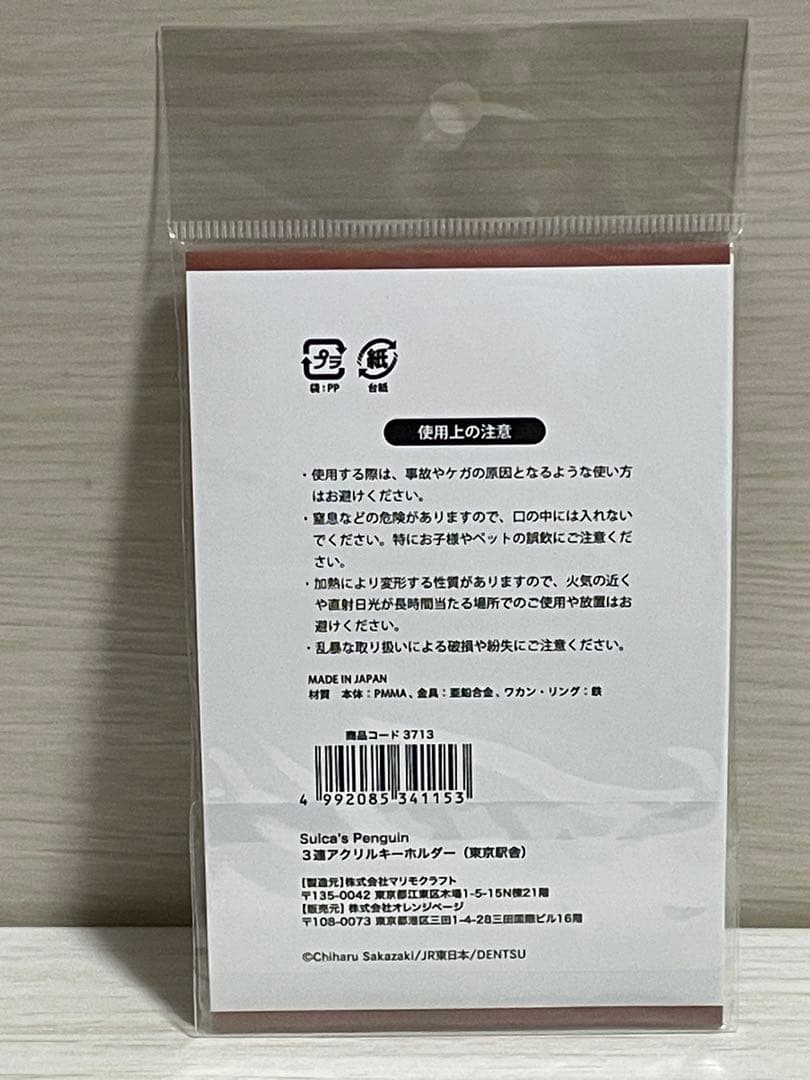 プラ 紙
袋：PP 台紙
使用上の注意
・使用する際は、事故やケガの原因となるような使い方
はお避けください。
・窒息などの危険がありますので、口の中には入れない
でください。特にお子様やペットの誤飲にご注意くだ
さい。
・加熱により変形する性質がありますので、火気の近く
や直射日光が長時間当たる場所でのご使用や放置はお
避けください。
・乱暴な取り扱いによる破損や紛失にご注意ください。
MADE IN JAPAN
材質 本体：PMMA、金具：亜鉛合金、ワカン・リング：鉄
商品コード 3713
4 992085 341153
Suica's Penguin
３連アクリルキーホルダー（東京駅舎）
【製造元】株式会社マリモクラフト
〒135-0042 東京都江東区木場1-5-15N棟21階
【販売元】株式会社オレンジページ
〒108-0073 東京都港区三田1-4-28三田国際ビル16階
©Chiharu Sakazaki/JR東日本/DENTSU